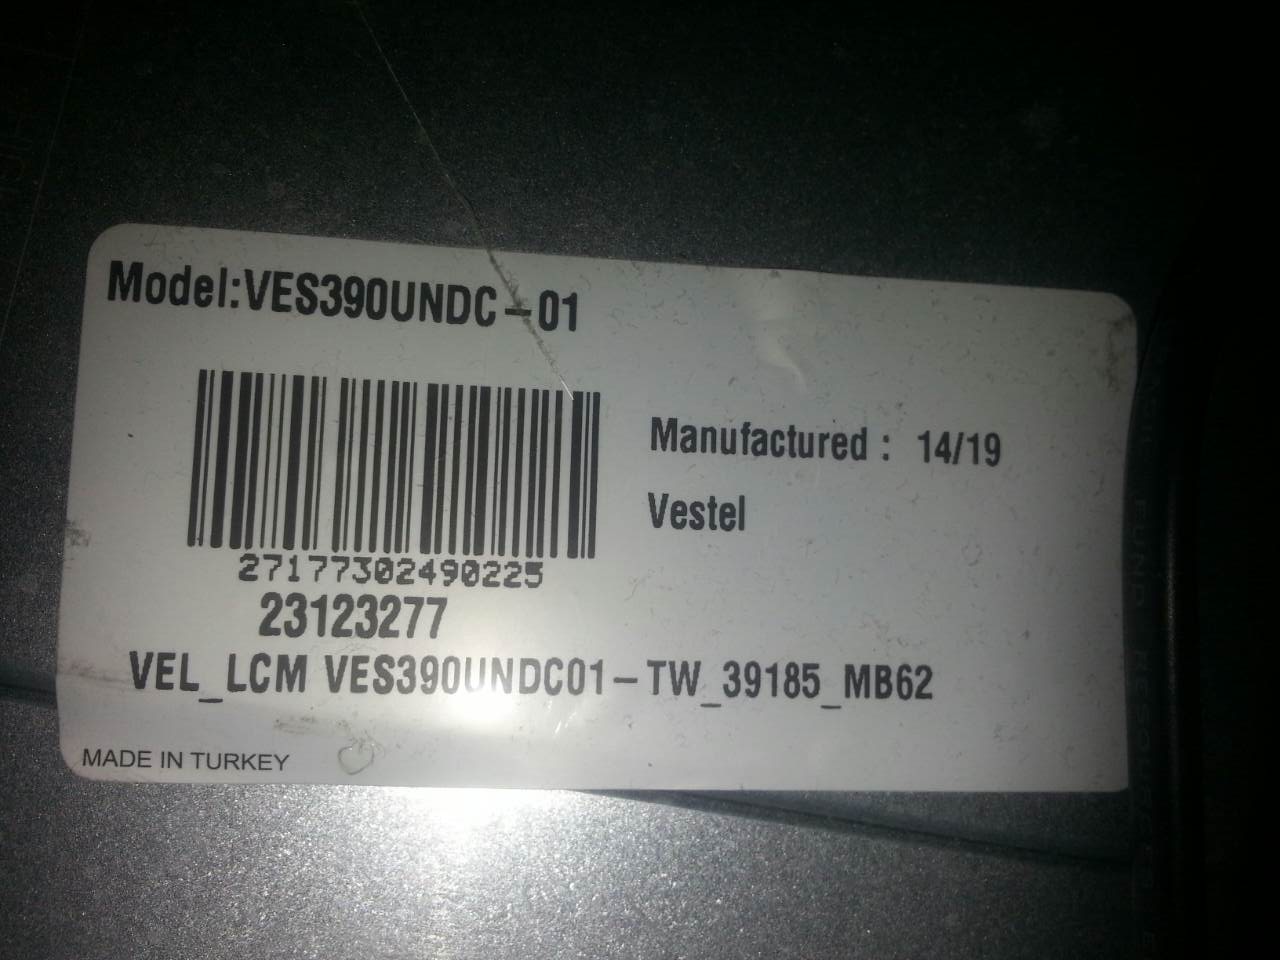 Model:VES390UNDC-01
Manufactured : 14/19
Vestel
27177302490225
23123277
VEL_LCM VES390UNDC01-TW_39185_MB62
MADE IN TURKEY